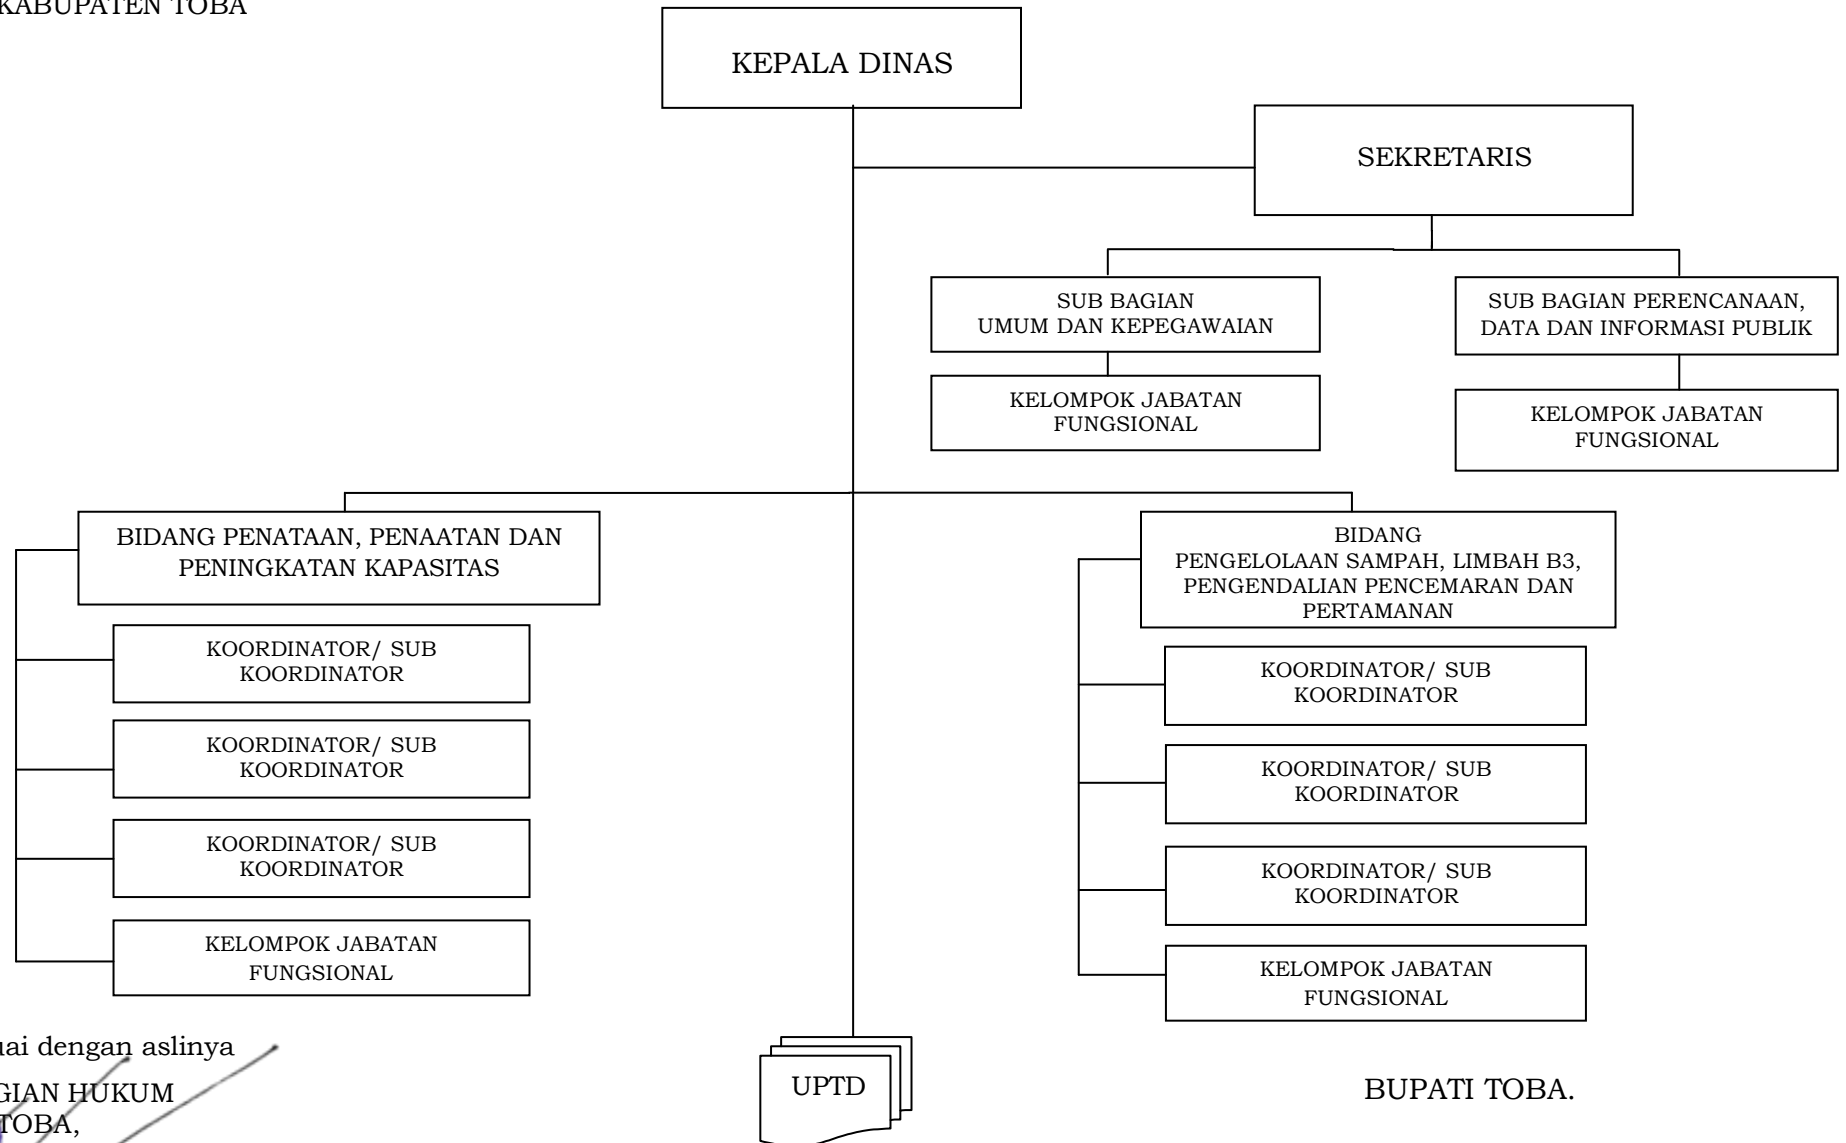 KABUPATEN TOBA
KEPALA DINAS
SEKRETARIS
SUB BAGIAN
UMUM DAN KEPEGAWAIAN
SUB BAGIAN PERENCANAAN,
DATA DAN INFORMASI PUBLIK
KELOMPOK JABATAN
FUNGSIONAL
KELOMPOK JABATAN
FUNGSIONAL
BIDANG PENATAAN, PENAATAN DAN
PENINGKATAN KAPASITAS
KOORDINATOR/ SUB
KOORDINATOR
KOORDINATOR/ SUB
KOORDINATOR
KOORDINATOR/ SUB
KOORDINATOR
KELOMPOK JABATAN
FUNGSIONAL
BIDANG
PENGELOLAAN SAMPAH, LIMBAH B3,
PENGENDALIAN PENCEMARAN DAN
PERTAMANAN
KOORDINATOR/ SUB
KOORDINATOR
KOORDINATOR/ SUB
KOORDINATOR
KOORDINATOR/ SUB
KOORDINATOR
KELOMPOK JABATAN
FUNGSIONAL
uai dengan aslinya
GIAN HUKUM
TOBA,
UPTD
BUPATI TOBA.